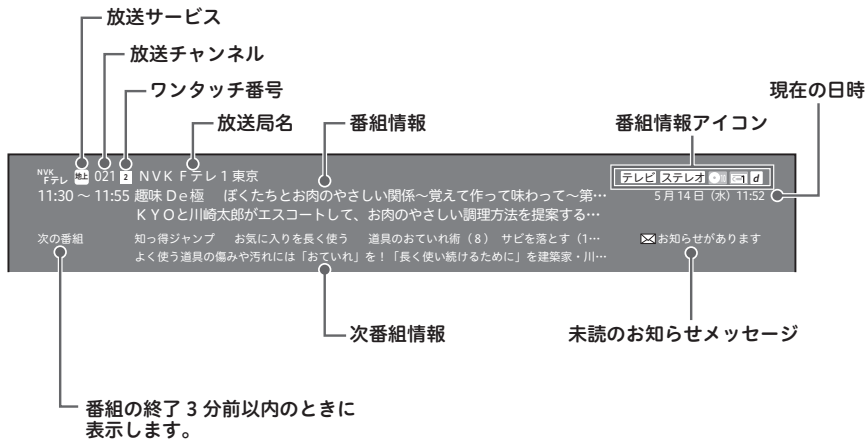 放送サービス
放送チャンネル
ワンタッチ番号
放送局名
番組情報
番組情報アイコン
現在の日時
NVK
Fテレ 地上 021 2 NVK Fテレ1東京
テレビ ステレオ d
11:30 ～ 11:55 趣味De極 ぼくたちとお肉のやさしい関係～覚えて作って味わって～第…
5月14日（水）11:52
KYOと川崎太郎がエスコートして、お肉のやさしい調理方法を提案する…
次の番組 知っ得ジャンプ お気に入りを長く使う 道具のおていれ術（8） サビを落とす（1…
お知らせがあります
よく使う道具の傷みや汚れには「おていれ」を！「長く使い続けるために」を建築家・川…
次番組情報
未読のお知らせメッセージ
番組の終了 3 分前以内のときに
表示します。